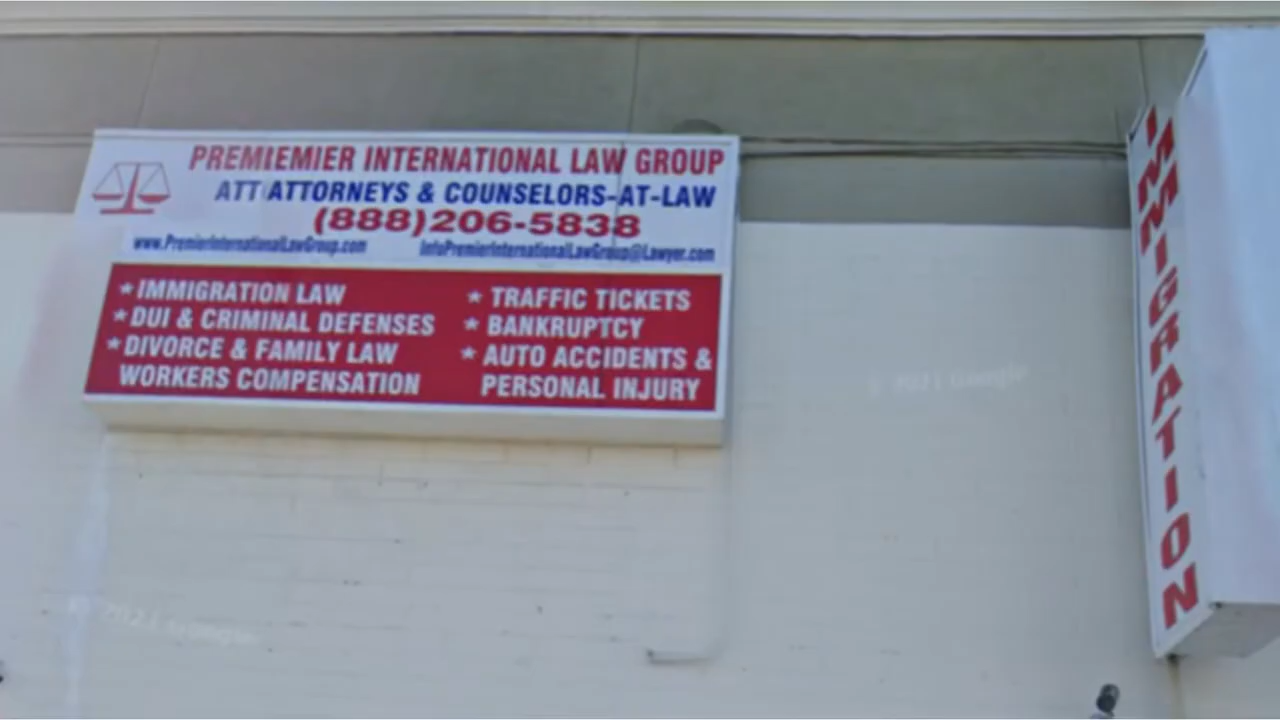 PREMIEMIER INTERNATIONAL LAW GROUP
ATT ATTORNEYS & COUNSELORS-AT-LAW
(888)206-5838
www.PremierInternationalLawGroup.com
InfoPremierInternationalLawGroup@Lawyer.com
* IMMIGRATION LAW
* DUI & CRIMINAL DEFENSES
* DIVORCE & FAMILY LAW
WORKERS COMPENSATION
* TRAFFIC TICKETS
* BANKRUPTCY
* AUTO ACCIDENTS &
PERSONAL INJURY
IMMIGRATION